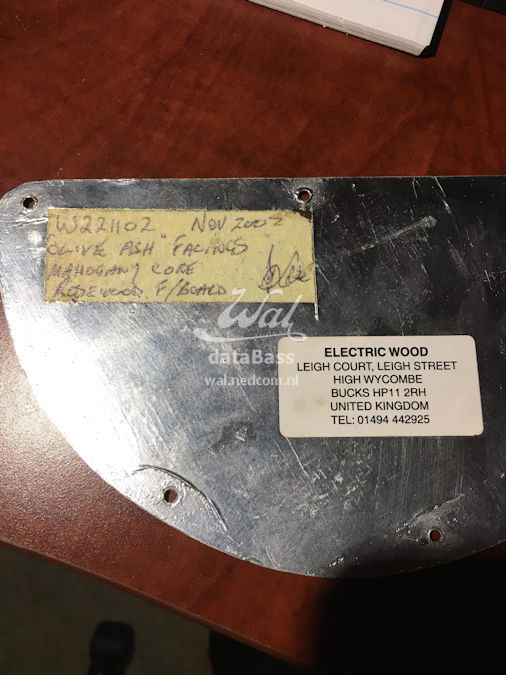 W221102 NOV 2002
OLIVE ASH FACINGS
MAHOGANY CORE
ROSEWOOD F/BOARD
Wal
dataBass
wal.nedcom.nl
ELECTRIC WOOD
LEIGH COURT, LEIGH STREET
HIGH WYCOMBE
BUCKS HP11 2RH
UNITED KINGDOM
TEL: 01494 442925